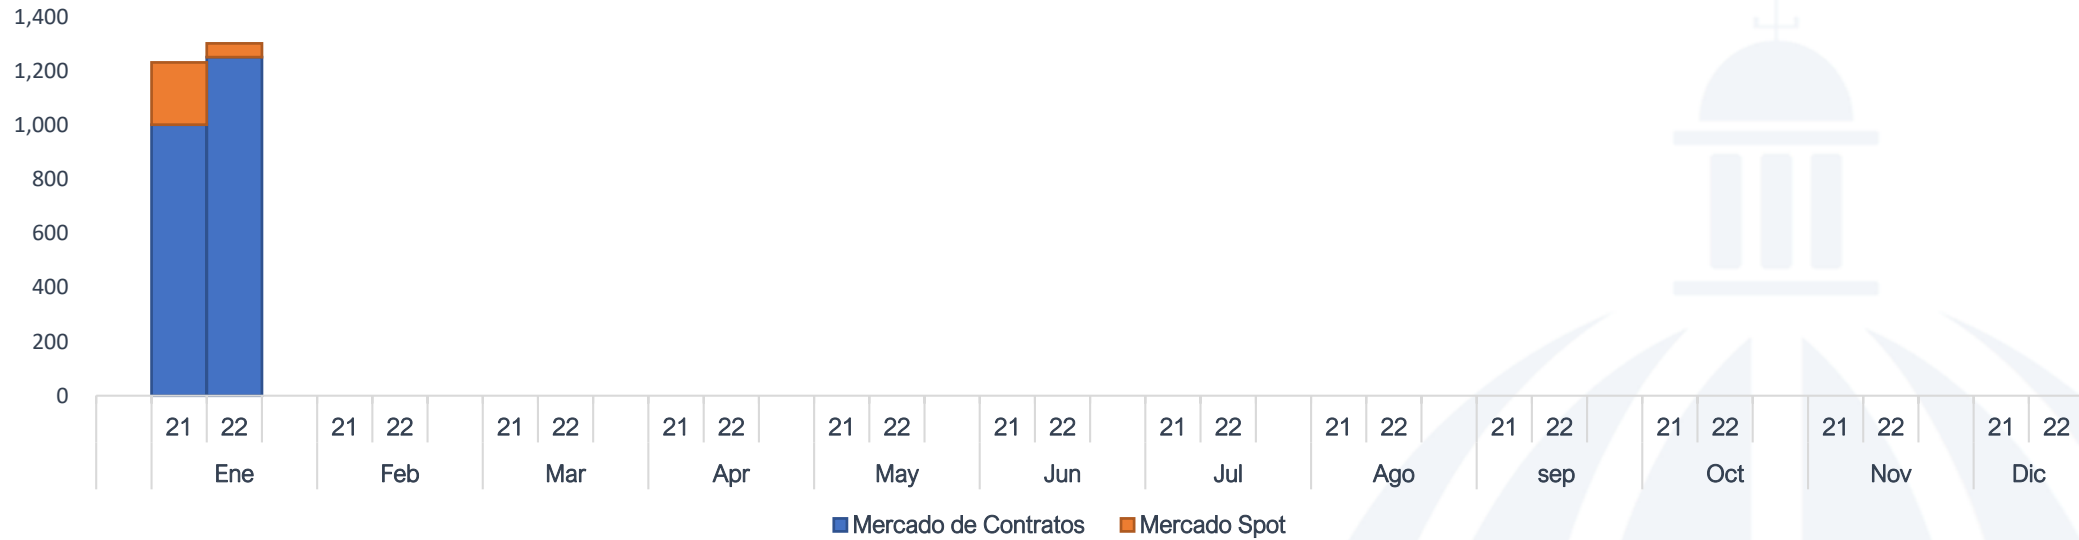 1,400
1,200
1,000
800
600
400
200
0
21 22 21 22 21 22 21 22 21 22 21 22 21 22 21 22 21 22 21 22 21 22 21 22
Ene Feb Mar Apr May Jun Jul Ago sep Oct Nov Dic
Mercado de Contratos Mercado Spot